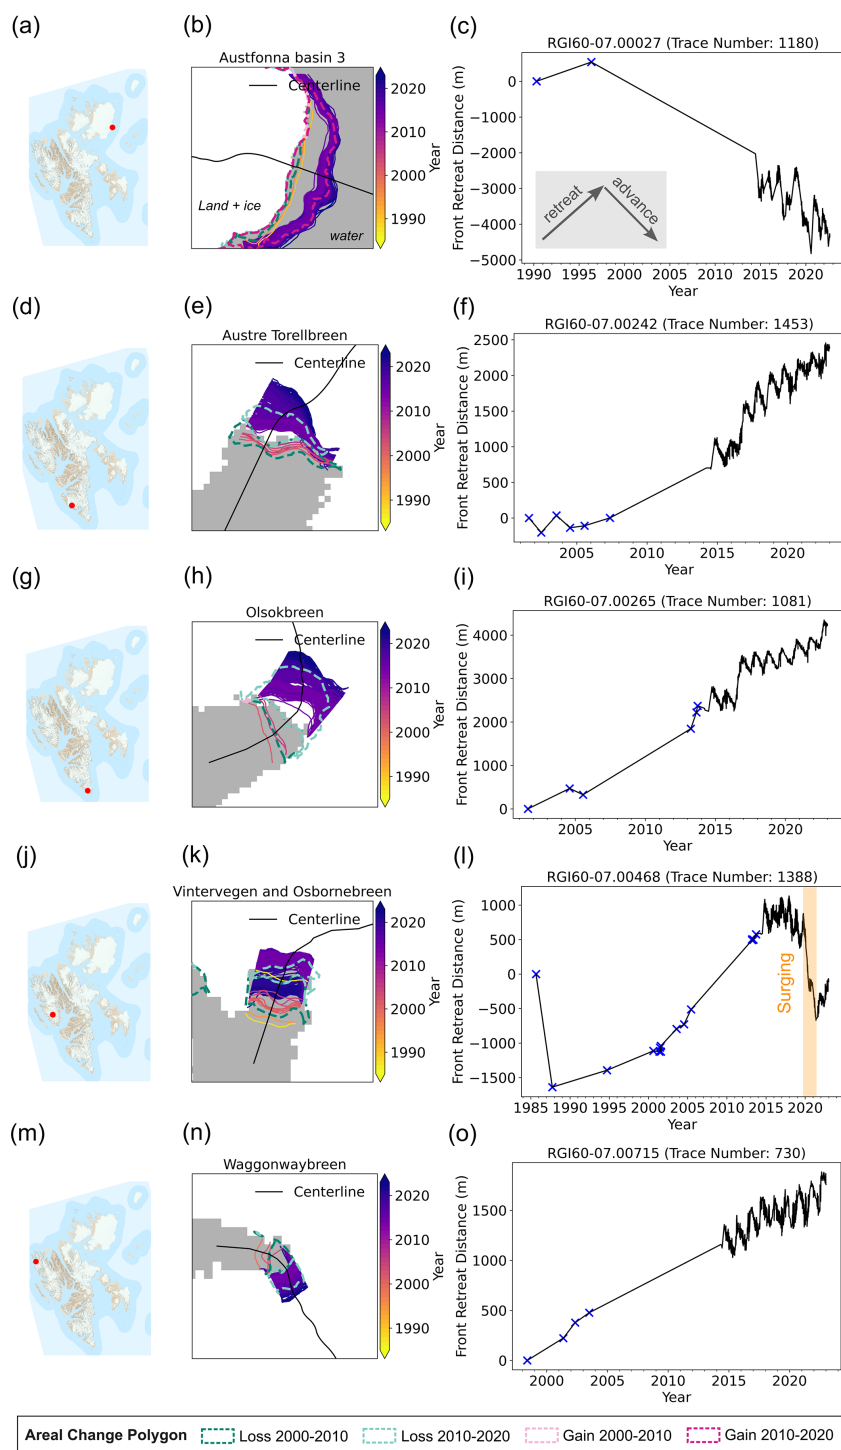 (a)
(b)
(c)
Austfonna basin 3
Centerline
Land + ice
water
2020
2010
2000
1990
Year
RGI60-07.00027 (Trace Number: 1180)
Front Retreat Distance (m)
0
−1000
−2000
−3000
−4000
−5000
retreat
advance
1990
1995
2000
2005
2010
2015
2020
Year
(d)
(e)
(f)
Austre Torellbreen
Centerline
2020
2010
2000
1990
Year
RGI60-07.00242 (Trace Number: 1453)
Front Retreat Distance (m)
2500
2000
1500
1000
500
0
2005
2010
2015
2020
Year
(g)
(h)
(i)
Olsokbreen
Centerline
2020
2010
2000
1990
Year
RGI60-07.00265 (Trace Number: 1081)
Front Retreat Distance (m)
4000
3000
2000
1000
0
2005
2010
2015
2020
Year
(j)
(k)
(l)
Vintervegen and Osbornebreen
Centerline
2020
2010
2000
1990
Year
RGI60-07.00468 (Trace Number: 1388)
Front Retreat Distance (m)
1000
500
0
−500
−1000
−1500
Surging
1985
1990
1995
2000
2005
2010
2015
2020
Year
(m)
(n)
(o)
Waggonwaybreen
Centerline
2020
2010
2000
1990
Year
RGI60-07.00715 (Trace Number: 730)
Front Retreat Distance (m)
1500
1000
500
0
2000
2005
2010
2015
2020
Year
Areal Change Polygon
Loss 2000-2010
Loss 2010-2020
Gain 2000-2010
Gain 2010-2020